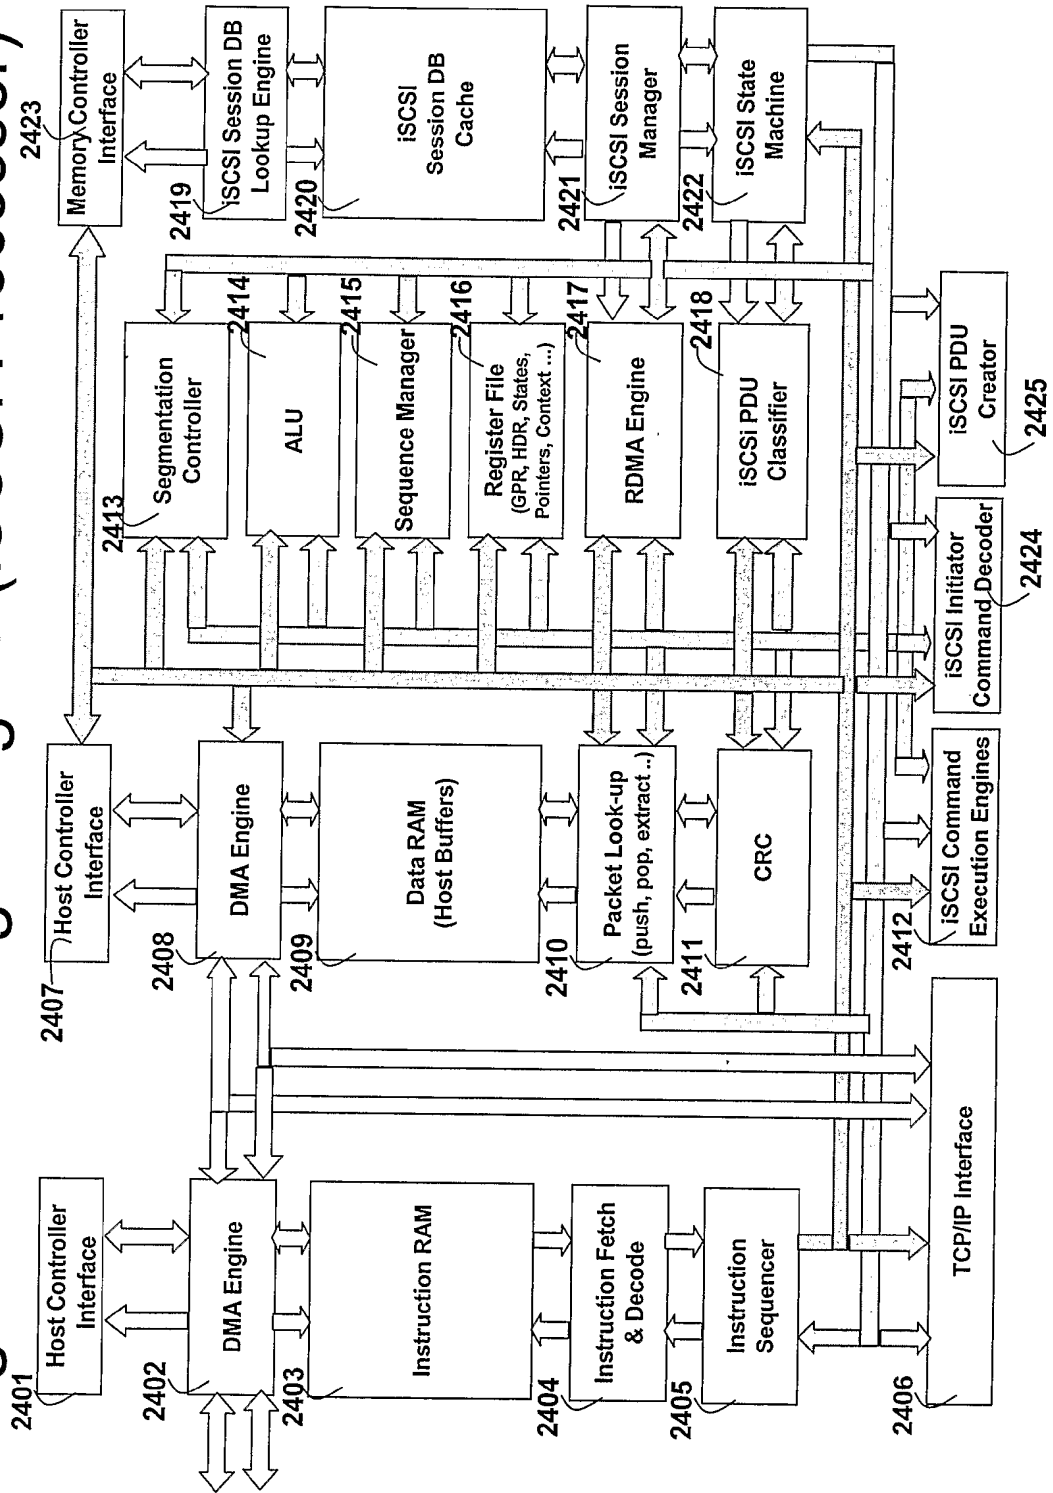 2401
Host Controller
Interface
2402
DMA Engine
2403
Instruction RAM
2404
Instruction Fetch
& Decode
2405
Instruction
Sequencer
2406
TCP/IP Interface
2407
Host Controller
Interface
2408
DMA Engine
2409
Data RAM
(Host Buffers)
2410
Packet Look-up
(push, pop, extract ..)
2411
CRC
2412
iSCSI Command
Execution Engines
2413
Segmentation
Controller
2414
ALU
2415
Sequence Manager
2416
Register File
(GPR, HDR, States,
Pointers, Context ...)
2417
RDMA Engine
2418
iSCSi PDU
Classifier
2423
Memory Controller
Interface
2419
iSCSI Session DB
Lookup Engine
2420
iSCSI
Session DB
Cache
2421
iSCSI Session
Manager
2422
iSCSI State
Machine
iSCSI Initiator
Command Decoder
2424
iSCSI PDU
Creator
2425